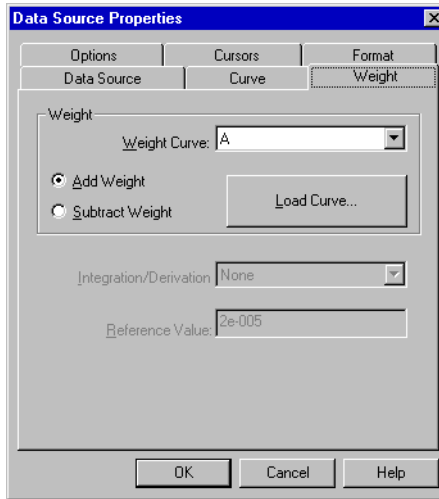 Data Source Properties
Options Cursors Format
Data Source Curve Weight
Weight
Weight Curve: A
Add Weight
Subtract Weight
Load Curve...
Integration/Derivation None
Reference Value: 2e-005
OK Cancel Help